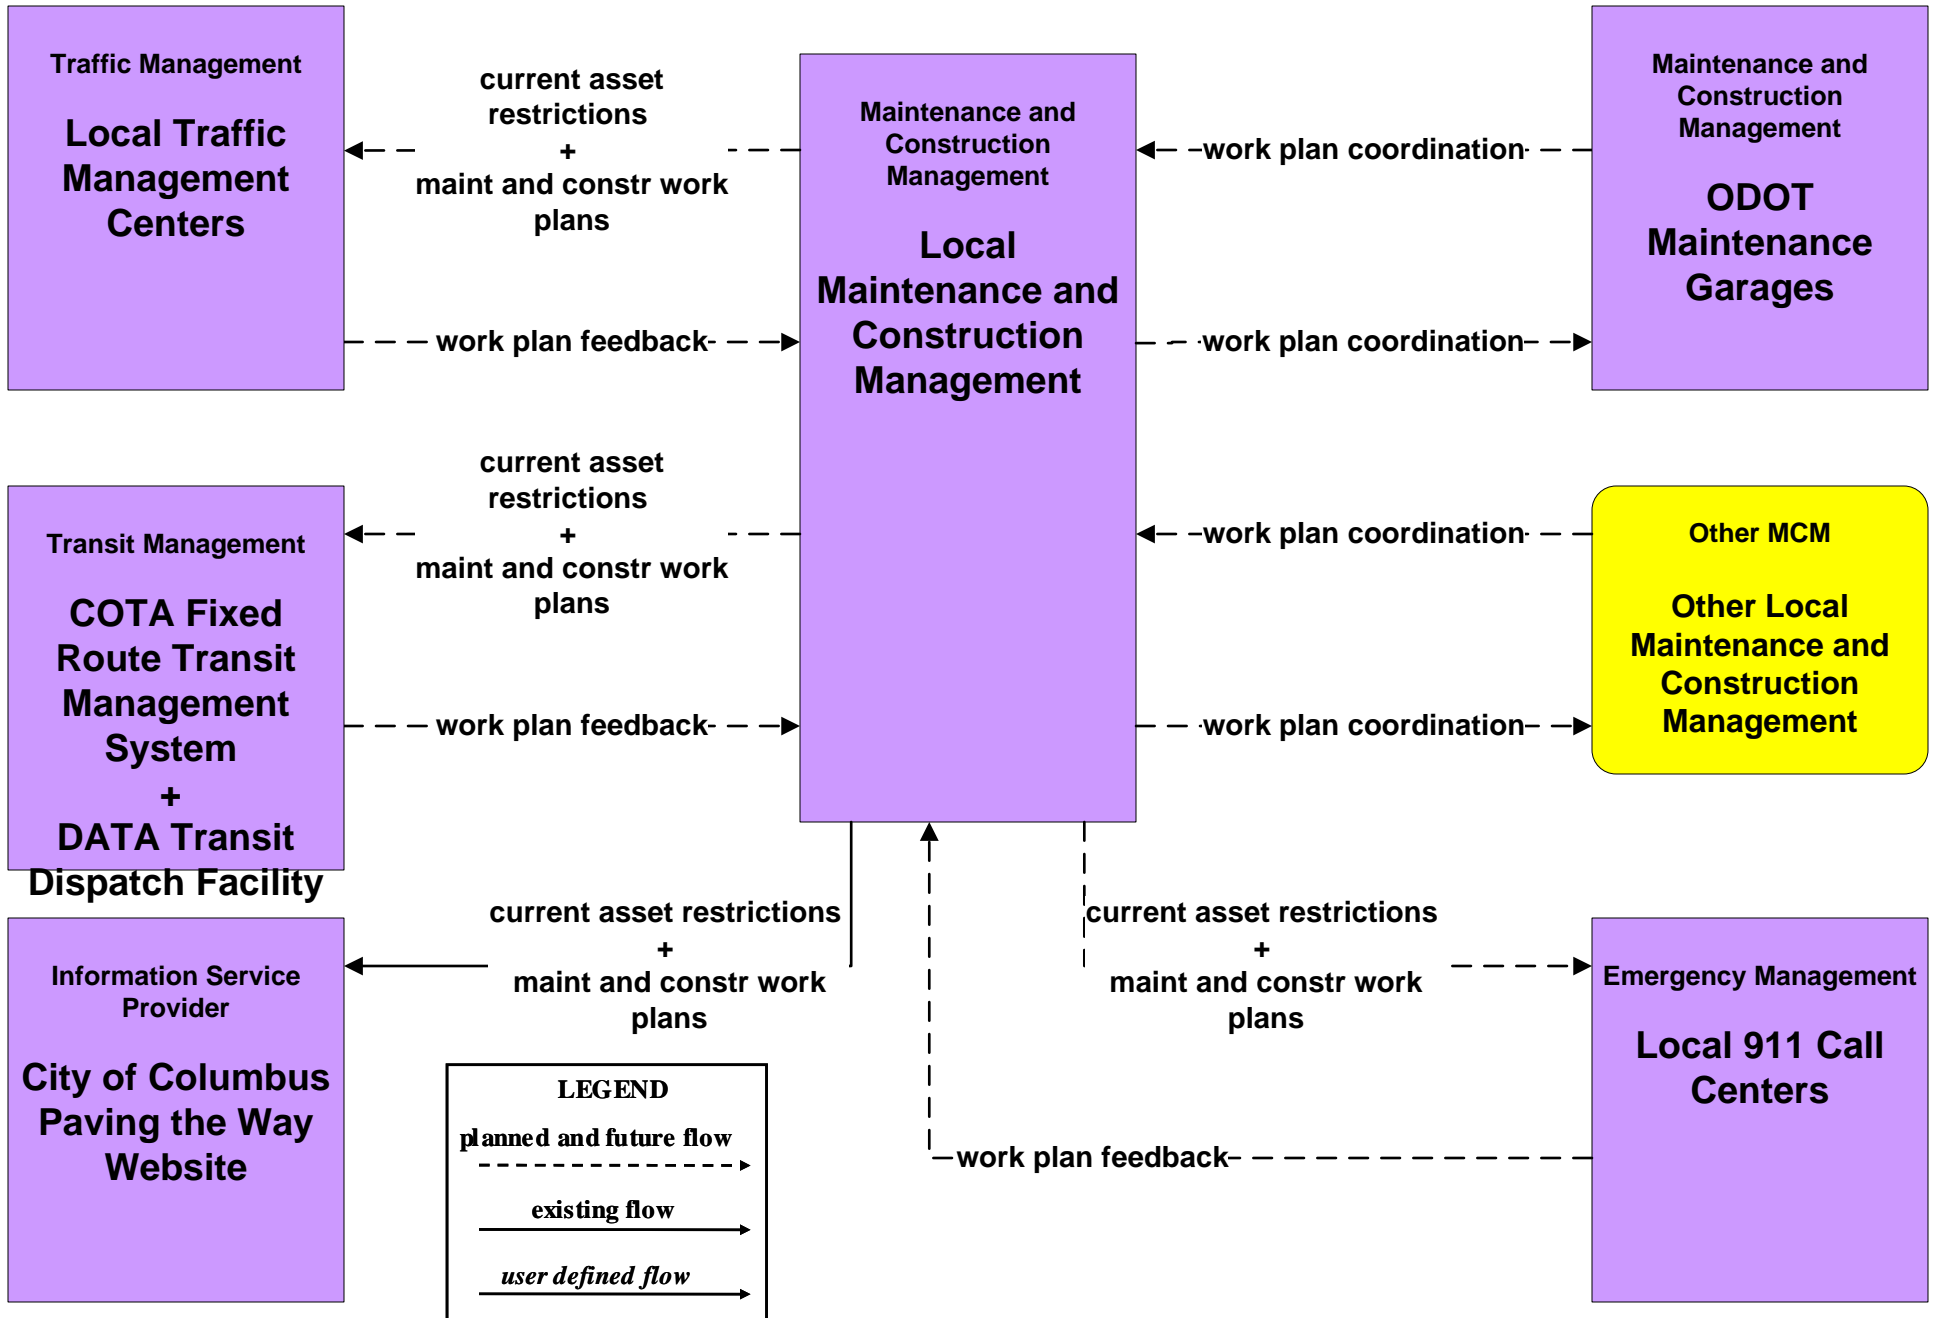 Traffic Management
Local Traffic
Management
Centers
current asset
restrictions
+
maint and constr work
plans
work plan feedback
Maintenance and
Construction
Management
Local
Maintenance and
Construction
Management
work plan coordination
work plan coordination
Maintenance and
Construction
Management
ODOT
Maintenance
Garages
Transit Management
COTA Fixed
Route Transit
Management
System
+
DATA Transit
Dispatch Facility
current asset
restrictions
+
maint and constr work
plans
work plan feedback
work plan coordination
work plan coordination
Other MCM
Other Local
Maintenance and
Construction
Management
Information Service
Provider
City of Columbus
Paving the Way
Website
current asset restrictions
+
maint and constr work
plans
current asset restrictions
+
maint and constr work
plans
work plan feedback
Emergency Management
Local 911 Call
Centers
LEGEND
planned and future flow
existing flow
user defined flow